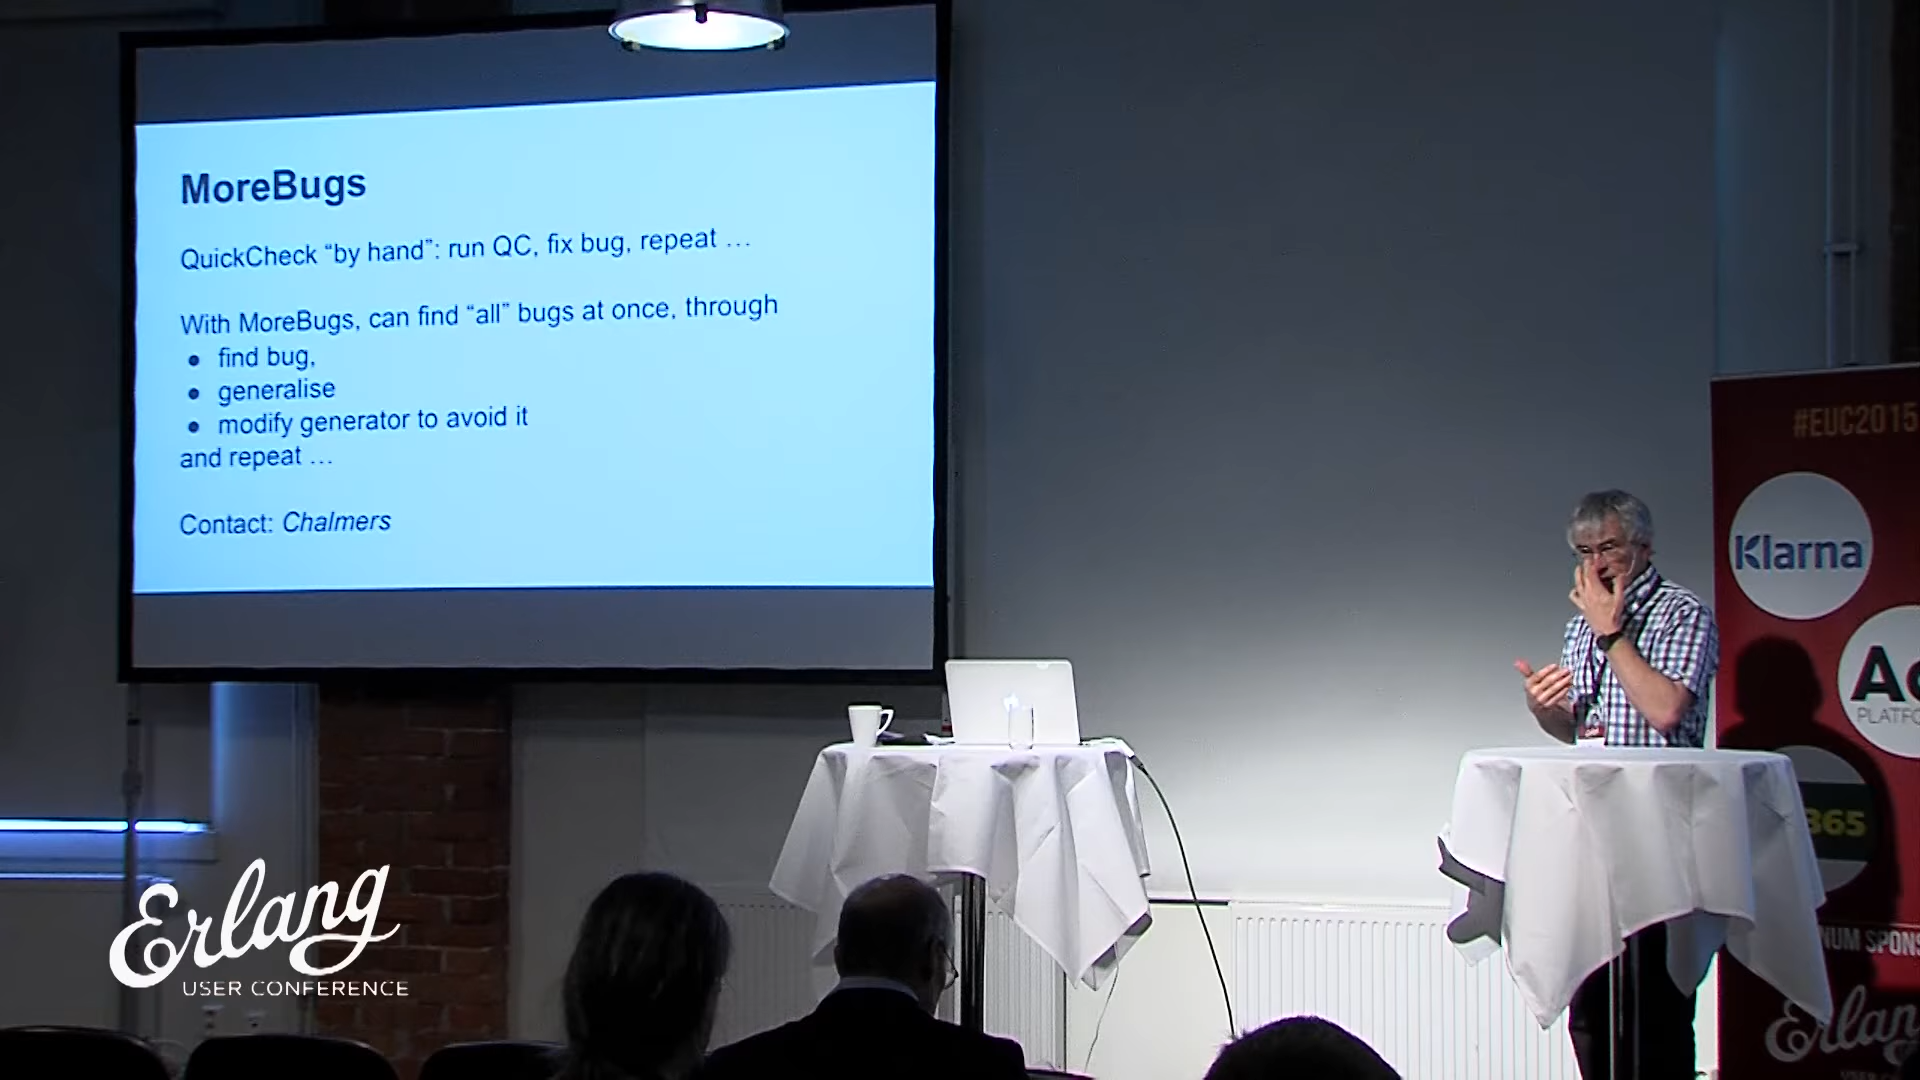 MoreBugs
QuickCheck “by hand”: run QC, fix bug, repeat …
With MoreBugs, can find “all” bugs at once, through
● find bug,
● generalise
● modify generator to avoid it
and repeat …
Contact: Chalmers
#EUC2015
Klarna
365
Erlang
USER CONFERENCE